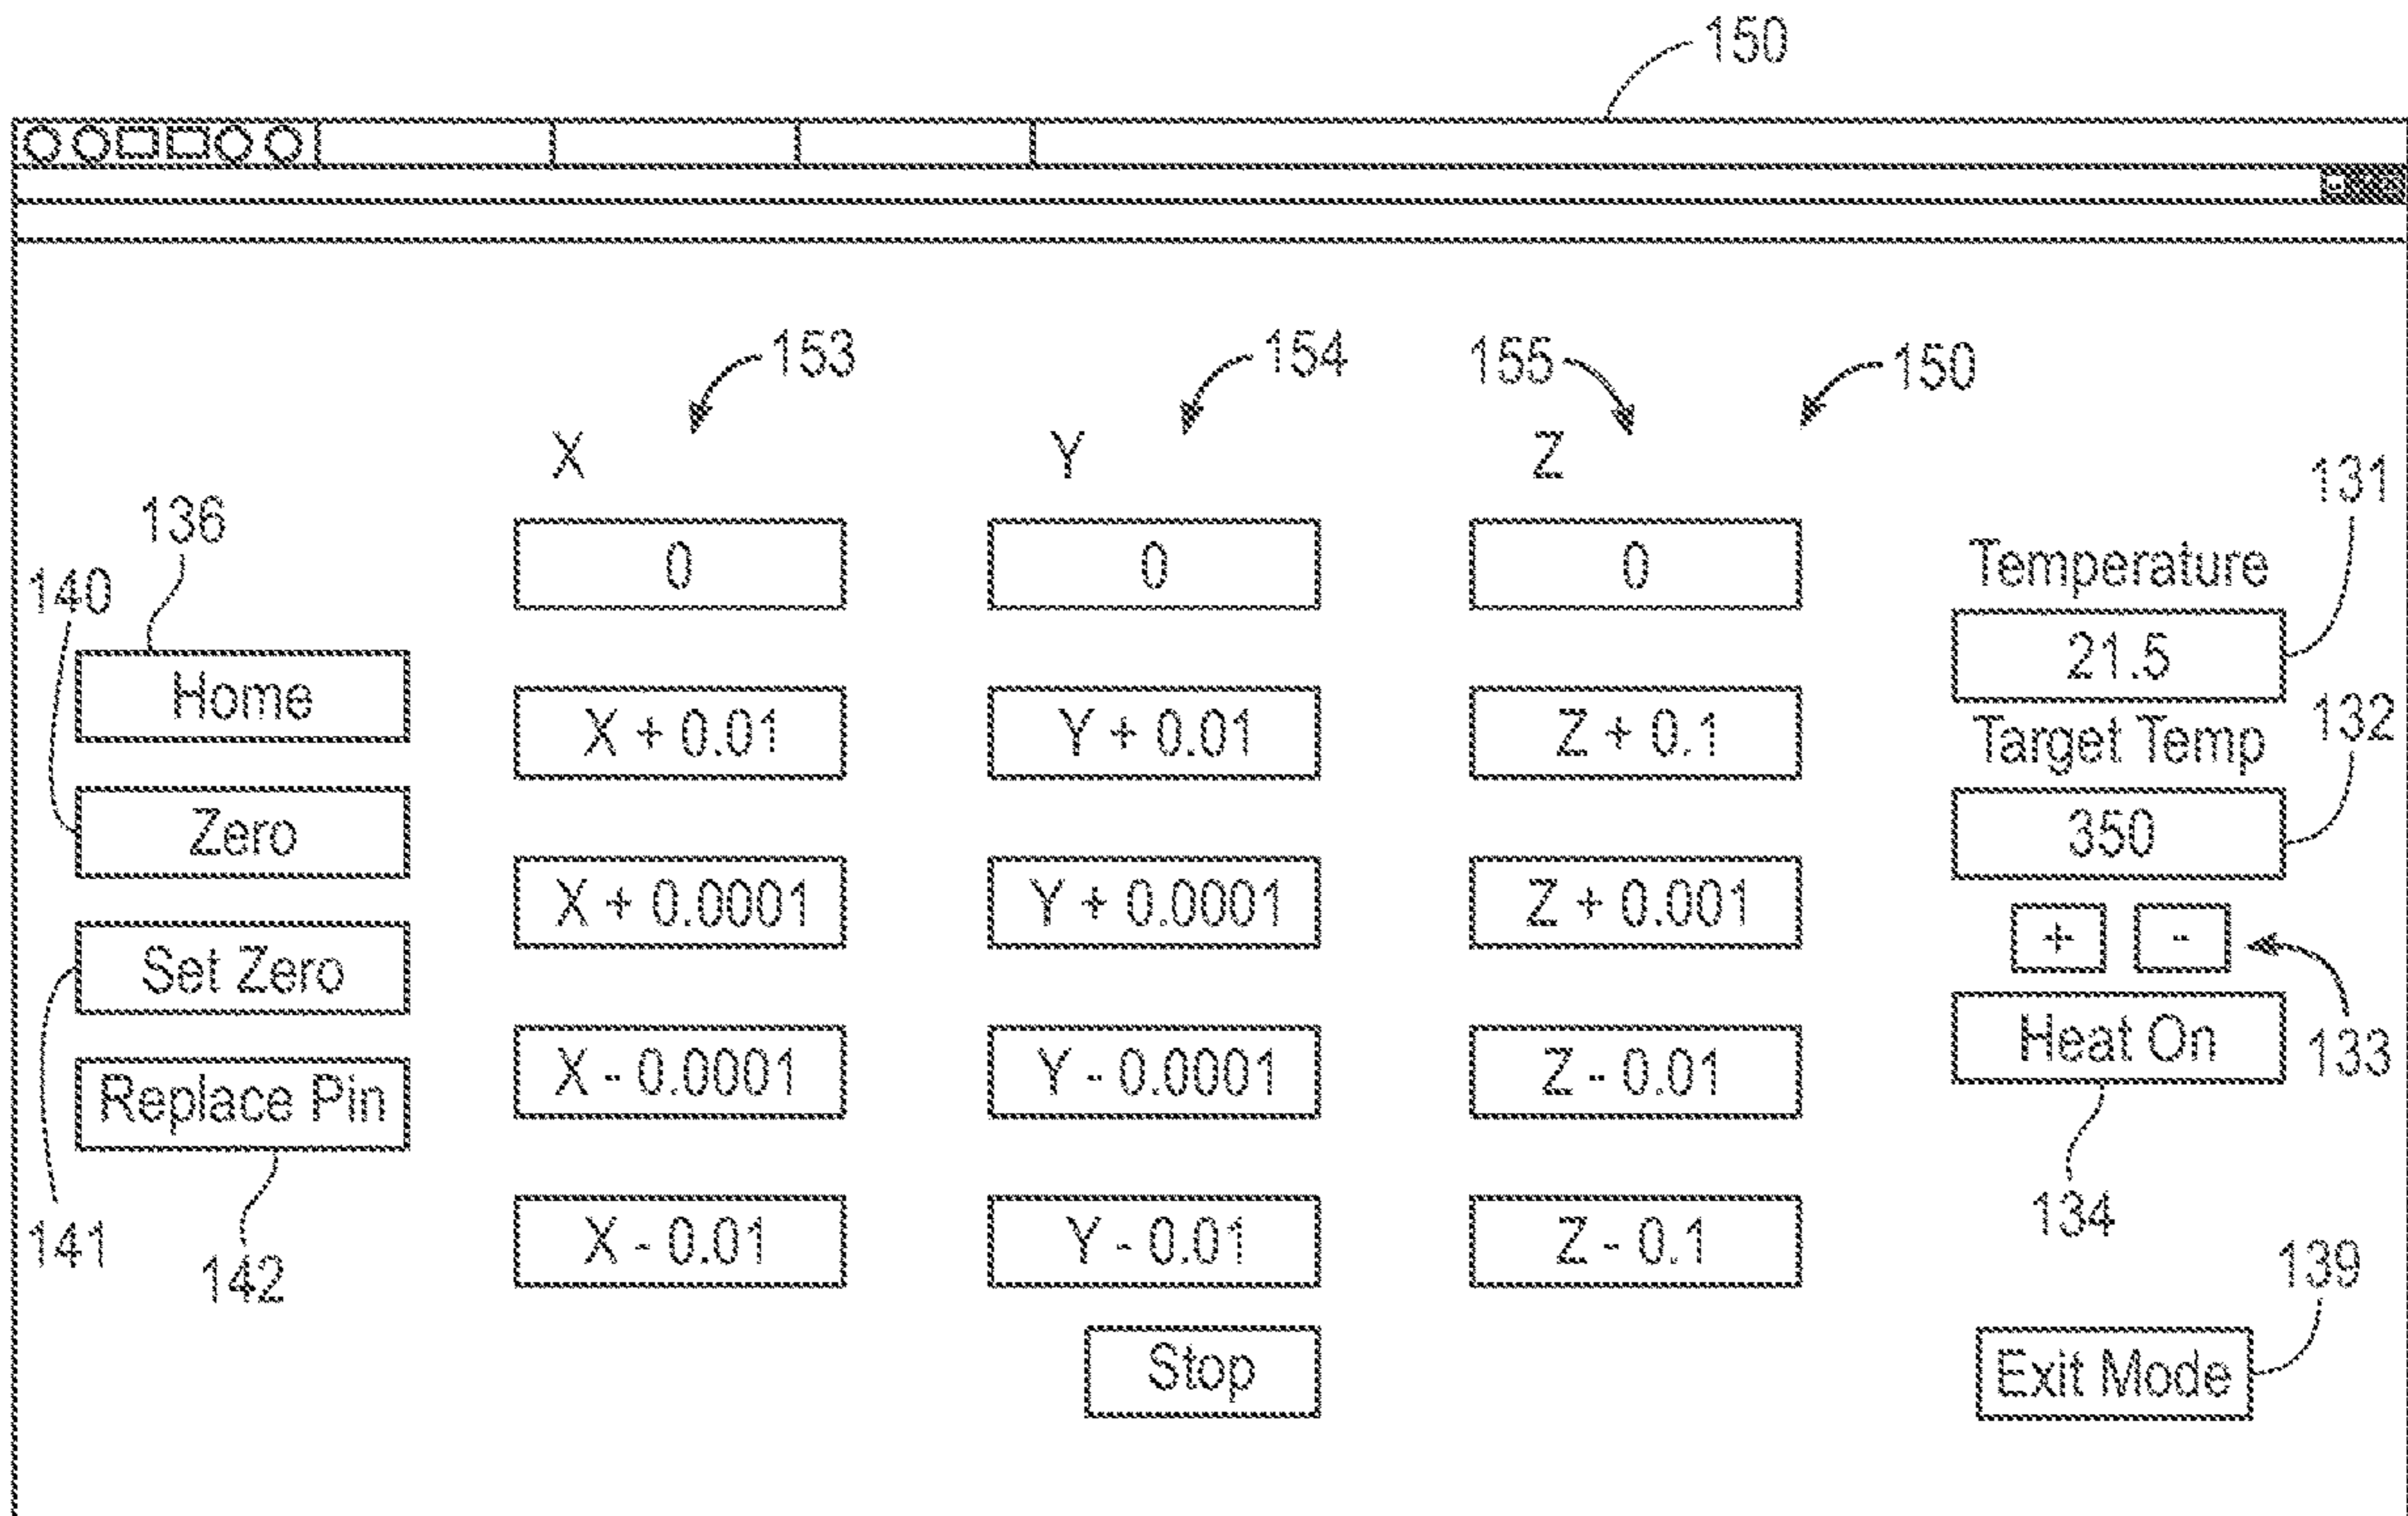 150
153 154 155 150
X Y Z
131
136
0 0 0
Temperature
140
21.5
Home
X + 0.01 Y + 0.01 Z + 0.1
132
Target Temp
Zero
350
X + 0.0001 Y + 0.0001 Z + 0.001
+ -
Set Zero
Heat On
133
X - 0.0001 Y - 0.0001 Z - 0.01
Replace Pin
134
141
X - 0.01 Y - 0.01 Z - 0.1
142
139
Stop
Exit Mode